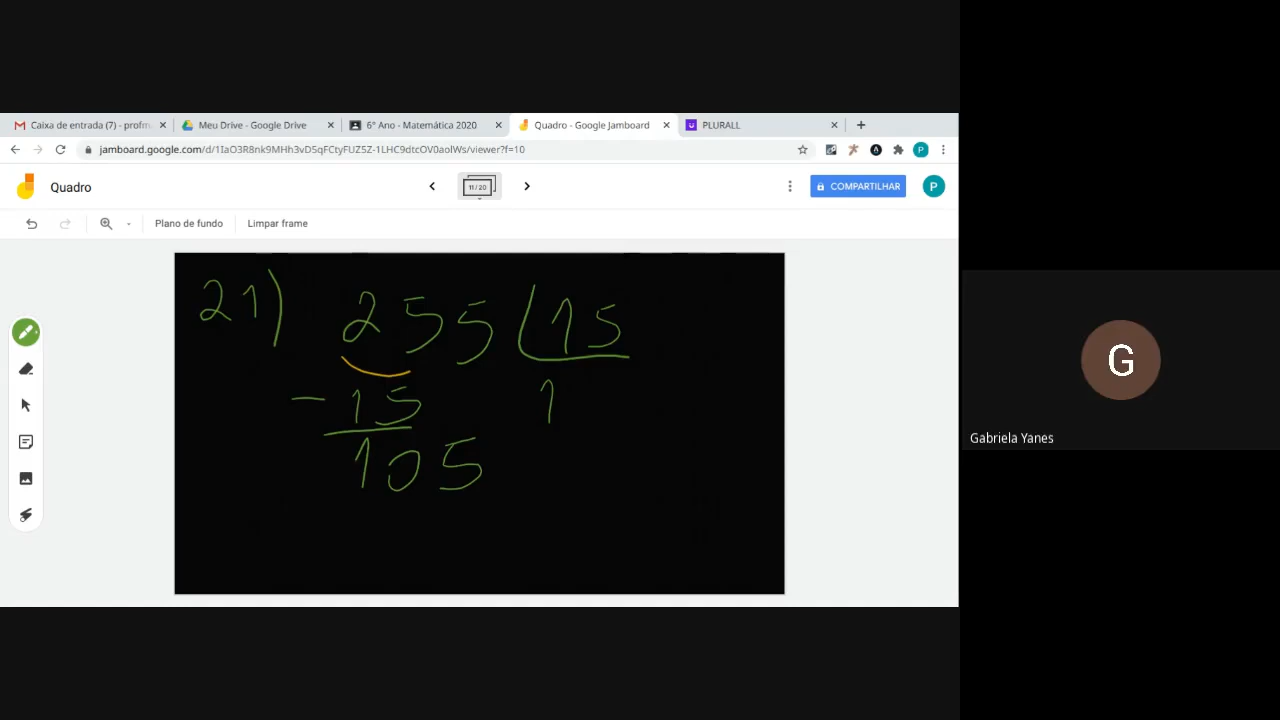 Caixa de entrada (7) - profm
Meu Drive - Google Drive
6° Ano - Matemática 2020
Quadro - Google Jamboard
PLURALL
jamboard.google.com/d/1IaO3R8nk9MHh3vD5qFCtyFUZ5Z-1LHC9dtcOV0aolWs/viewer?f=10
P
Quadro
11 / 20
COMPARTILHAR
P
Plano de fundo
Limpar frame
21) 255 15
- 15 1
105
G
Gabriela Yanes